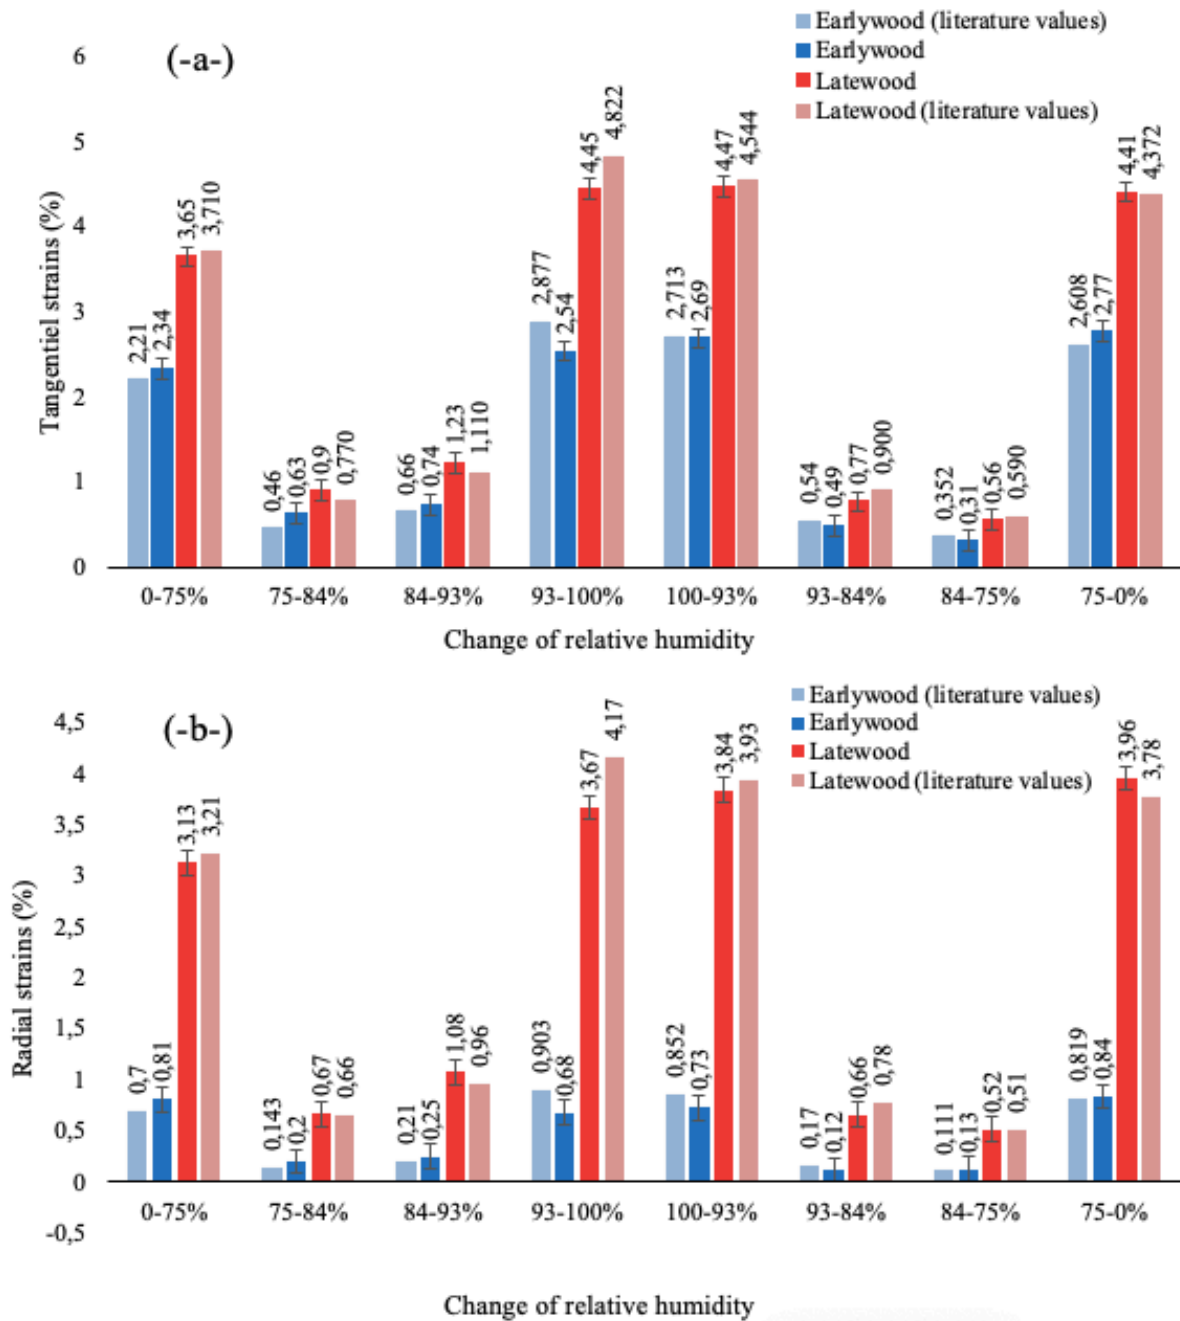 Earlywood (literature values)
Earlywood
Latewood
Latewood (literature values)
(-a-)
Tangentiel strains (%)
6
5
4
3
2
1
0
2,21 2,34 3,65 3,710
0,46 0,63 0,9 0,770
0,66 0,74 1,23 1,110
2,877 2,54 4,45 4,822
2,713 2,69 4,47 4,544
0,54 0,49 0,77 0,900
0,352 0,31 0,56 0,590
2,608 2,77 4,41 4,372
0-75% 75-84% 84-93% 93-100% 100-93% 93-84% 84-75% 75-0%
Change of relative humidity
Earlywood (literature values)
Earlywood
Latewood
Latewood (literature values)
(-b-)
Radial strains (%)
4,5
4
3,5
3
2,5
2
1,5
1
0,5
0
-0,5
0,7 0,81 3,13 3,21
0,143 0,2 0,67 0,66
0,21 0,25 1,08 0,96
0,903 0,68 3,67 4,17
0,852 0,73 3,84 3,93
0,17 0,12 0,66 0,78
0,111 0,13 0,52 0,51
0,819 0,84 3,96 3,78
0-75% 75-84% 84-93% 93-100% 100-93% 93-84% 84-75% 75-0%
Change of relative humidity